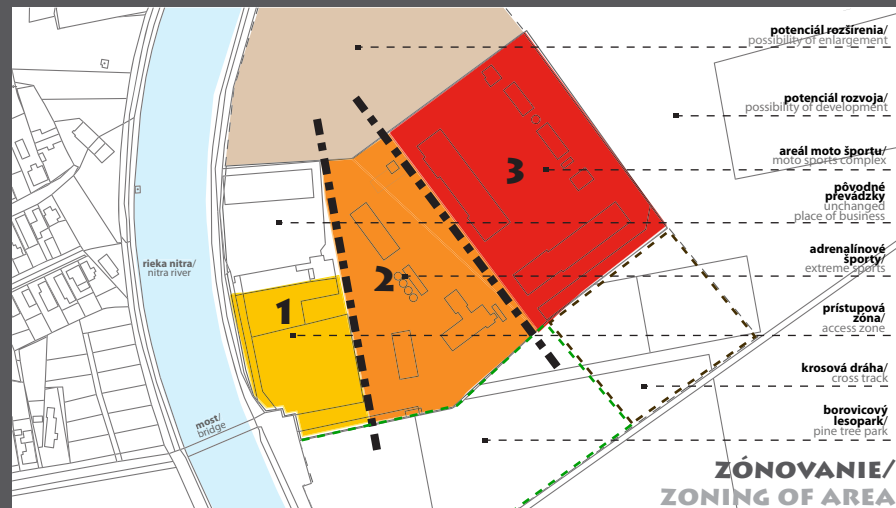 potenciál rozšírenia/
possibility of enlargement
potenciál rozvoja/
possibility of development
areál moto športu/
moto sports complex
3
pôvodné
prevádzky
unchanged
place of business
rieka nitra/
nitra river
adrenalínové
športy/
extreme sports
2
1
prístupová
zóna/
access zone
krosová dráha/
cross track
most/
bridge
borovicový
lesopark/
pine tree park
ZÓNOVANIE/
ZONING OF AREA